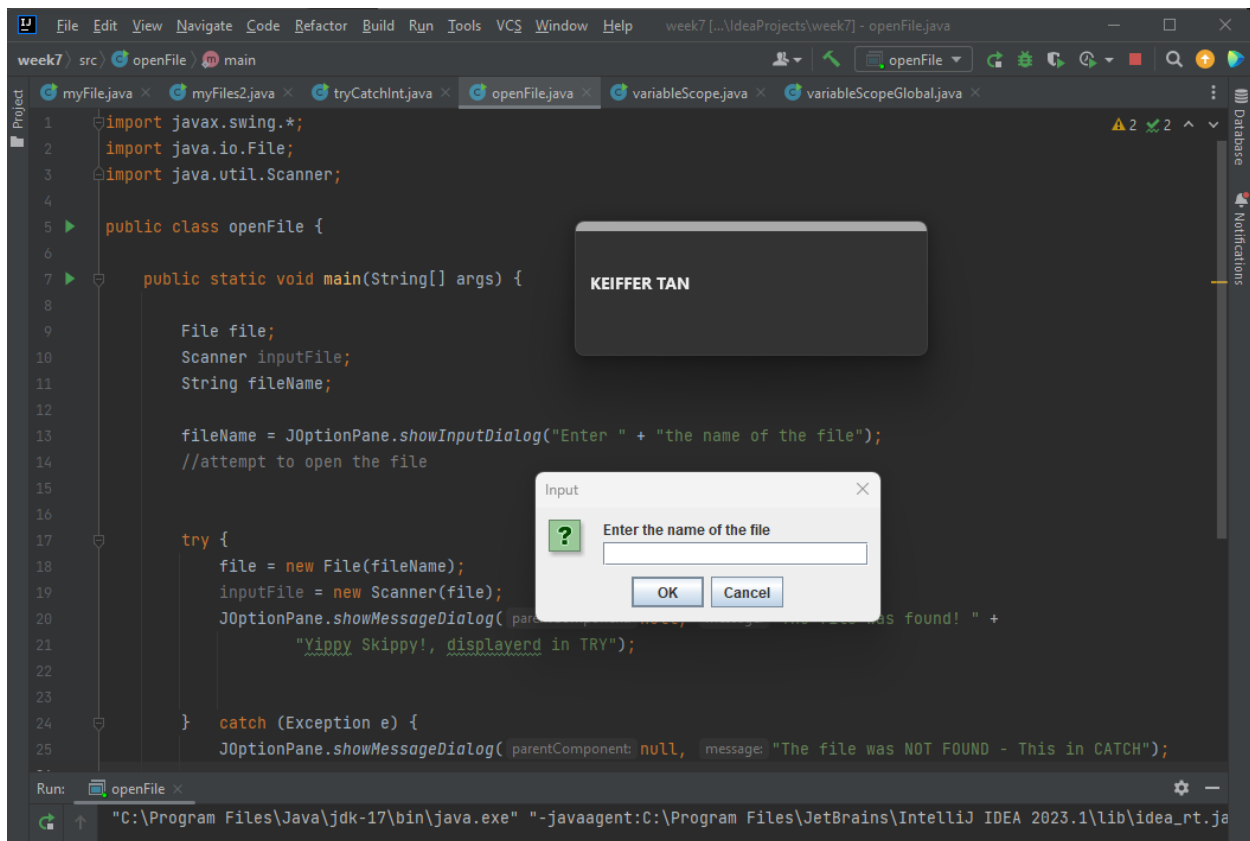 File Edit View Navigate Code Refactor Build Run Tools VCS Window Help week7 [...\IdeaProjects\week7] - openFile.java
week7 src openFile main openFile
myFile.java myFiles2.java tryCatchInt.java openFile.java variableScope.java variableScopeGlobal.java
Project
Database
Notifications
2 2
1 import javax.swing.*;
2 import java.io.File;
3 import java.util.Scanner;
4
5 public class openFile {
6
7 public static void main(String[] args) {
8
9 File file;
10 Scanner inputFile;
11 String fileName;
12
13 fileName = JOptionPane.showInputDialog("Enter " + "the name of the file");
14 //attempt to open the file
15
16
17 try {
18 file = new File(fileName);
19 inputFile = new Scanner(file);
20 JOptionPane.showMessageDialog( was found! " +
21 "Yippy Skippy!, displayerd in TRY");
22
23
24 } catch (Exception e) {
25 JOptionPane.showMessageDialog( parentComponent: null, message: "The file was NOT FOUND - This in CATCH");
KEIFFER TAN
Input
?
Enter the name of the file
OK Cancel
Run: openFile
"C:\Program Files\Java\jdk-17\bin\java.exe" "-javaagent:C:\Program Files\JetBrains\IntelliJ IDEA 2023.1\lib\idea_rt.ja